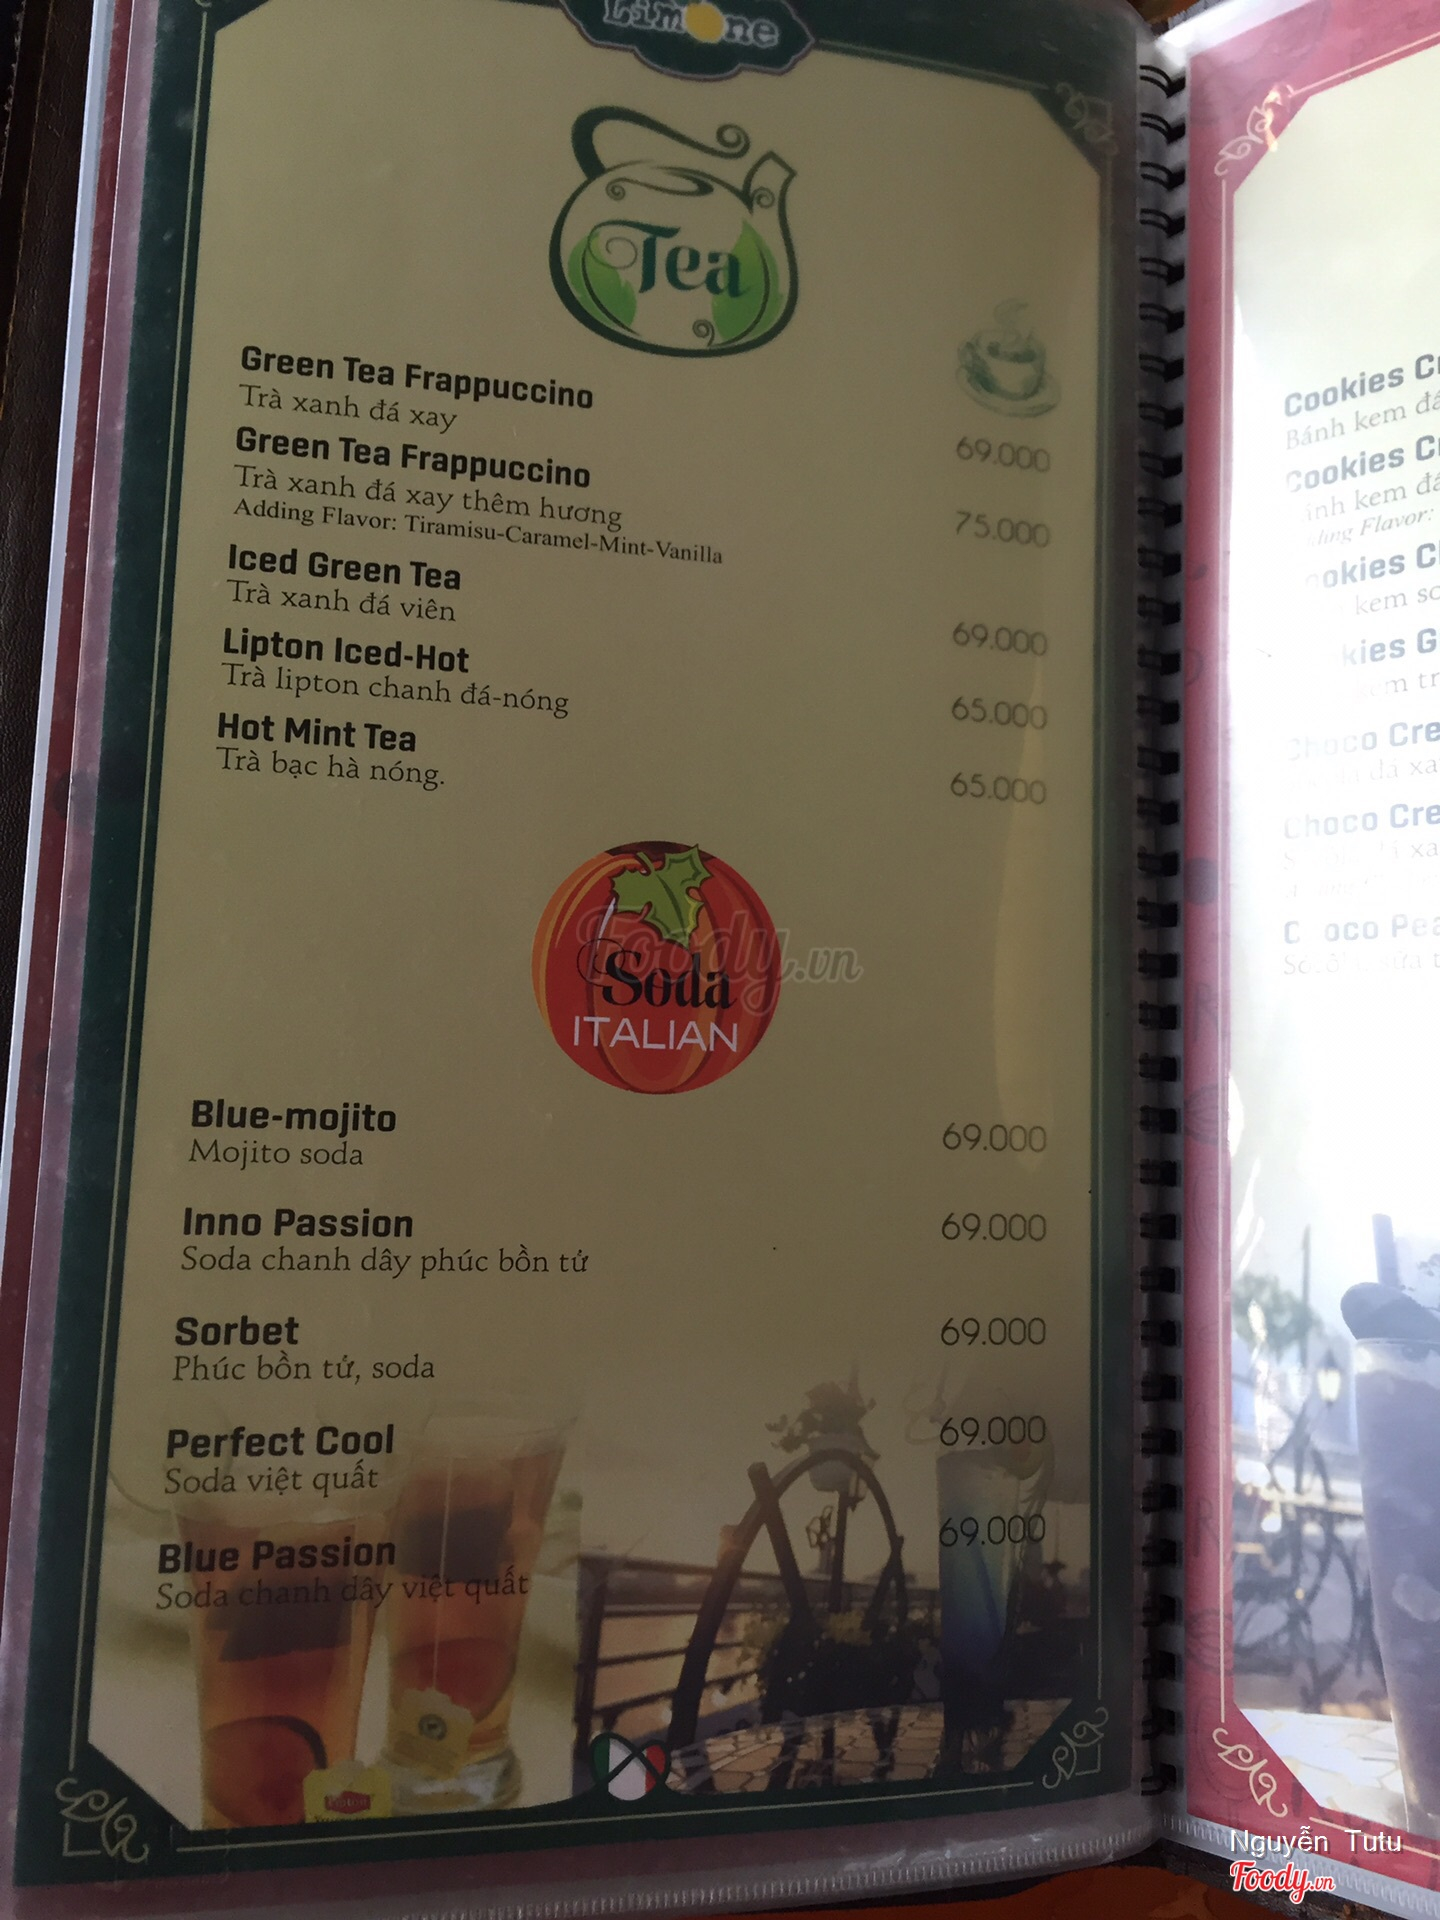 Limone
Tea
Green Tea Frappuccino
Trà xanh đá xay
69.000
Green Tea Frappuccino
Trà xanh đá xay thêm hương
Adding Flavor: Tiramisu-Caramel-Mint-Vanilla
75.000
Iced Green Tea
Trà xanh đá viên
69.000
Lipton Iced-Hot
Trà lipton chanh đá-nóng
65.000
Hot Mint Tea
Trà bạc hà nóng.
65.000
Foody.vn
Soda
ITALIAN
Blue-mojito
Mojito soda
69.000
Inno Passion
Soda chanh dây phúc bồn tử
69.000
Sorbet
Phúc bồn tử, soda
69.000
Perfect Cool
Soda việt quất
69.000
Blue Passion
Soda chanh dây việt quất
69.000
Lipton
Cookies
Bánh kem
Cookies
kem
Flavor:
kem
Choco
Choco
Nguyễn Tutu
Foody.vn